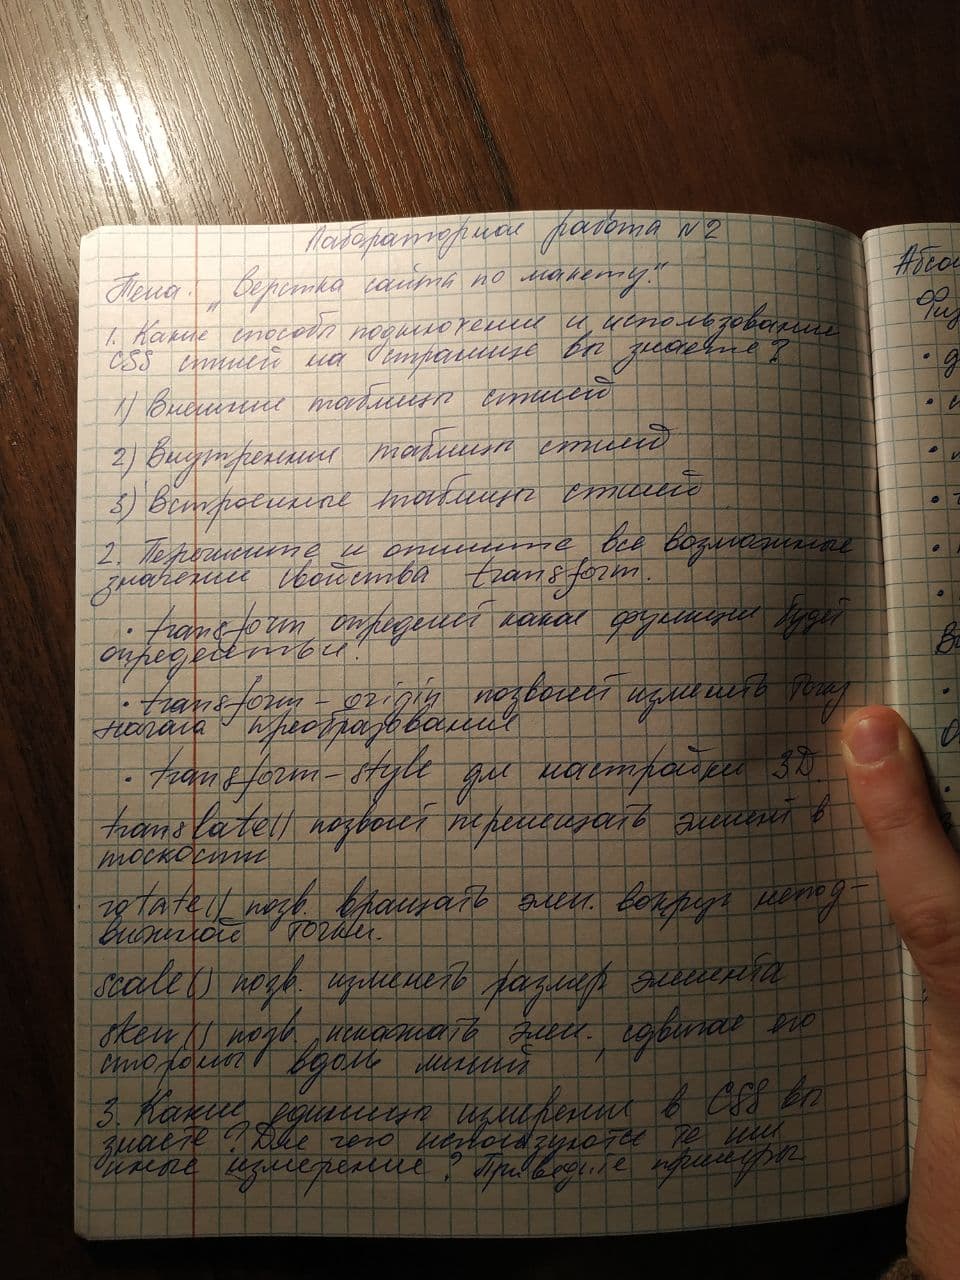 Лабораторная работа №2
Тема. „Верстка сайта по макету."
1. Какие способы подключения и использования
CSS стилей на странице вы знаете?
1) Внешние таблицы стилей
2) Внутренние таблицы стилей
3) Встроенные таблицы стилей
2. Перечислите и опишите все возможные
значения свойства transform.
• transform определяет какая функция будет
• transform-origin позволяет изменять точку
начала преобразования
• transform-style для настройки 3D.
translate() позволяет перемещать элемент в
плоскости
rotate() позв. вращать элем. вокруг непод-
вижной точки.
scale() позв. изменять размер элемента
skew() позв. искажать элем., сдвигая его
стороны вдоль линий
3. Какие единицы измерения в CSS вы
знаете? Для чего используются те или
иные измерения? Приведите примеры
Абсол
Физ